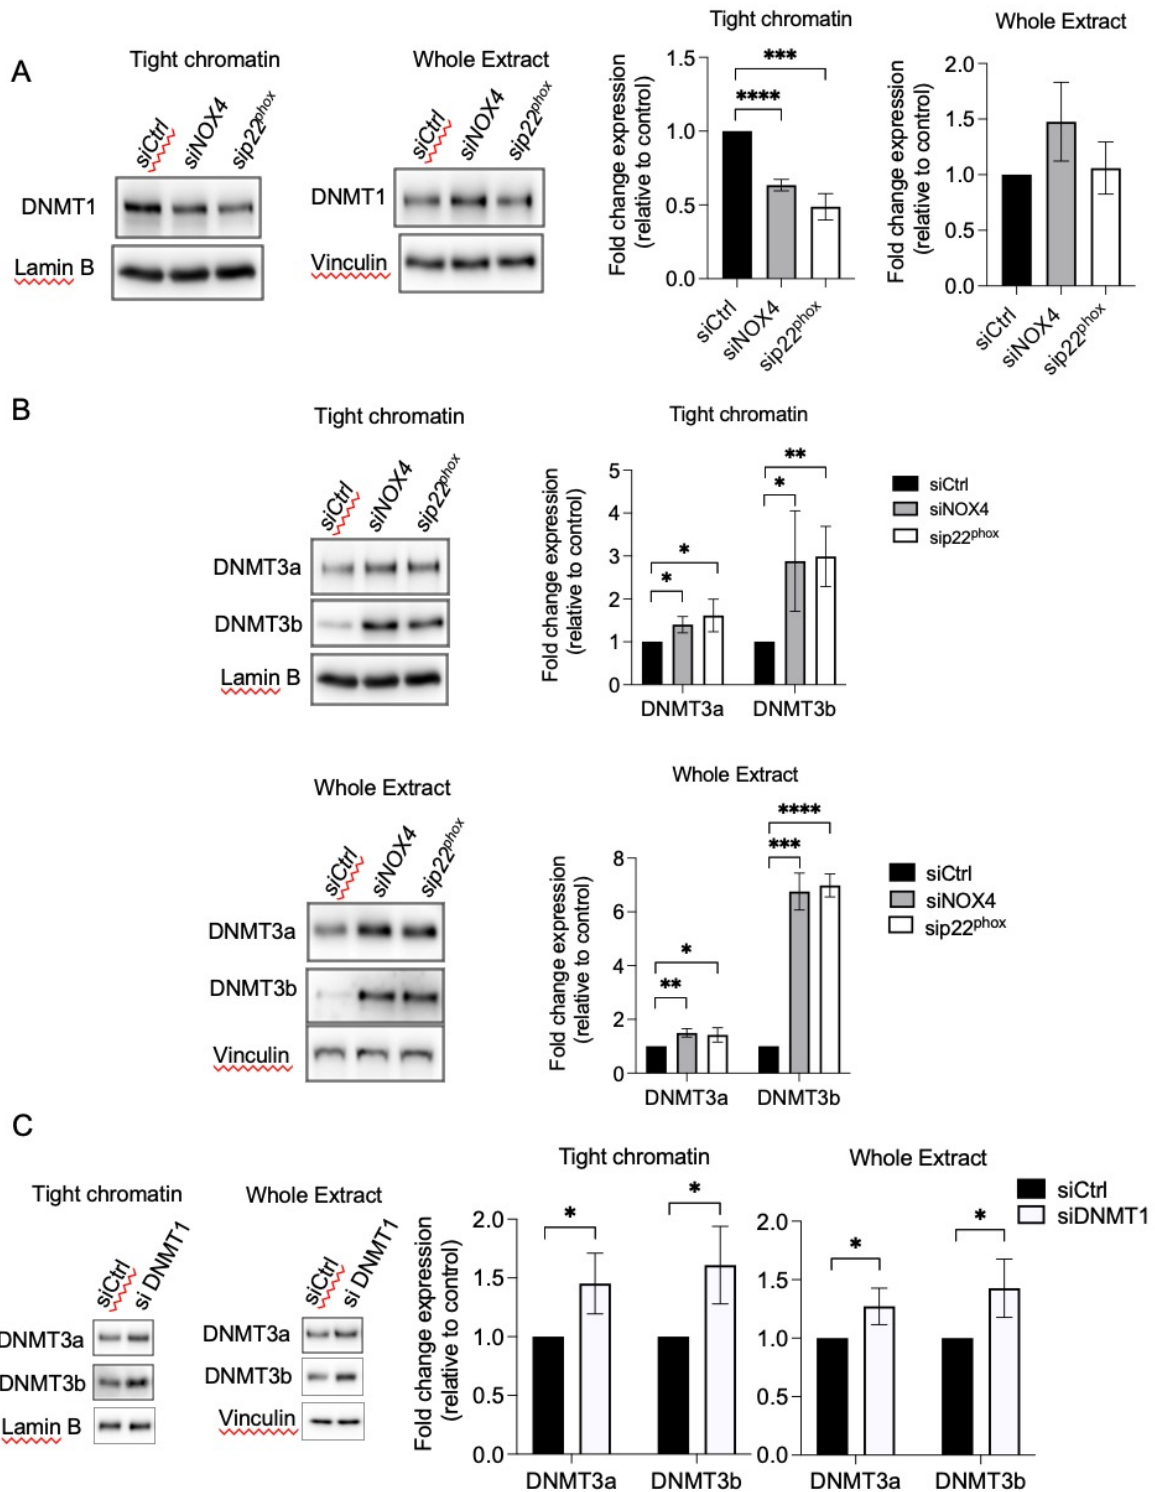 A
Tight chromatin
siCtrl
siNOX4
sip22phox
DNMT1
Lamin B
Whole Extract
siCtrl
siNOX4
sip22phox
DNMT1
Vinculin
Tight chromatin
Fold change expression
(relative to control)
1.5
1.0
0.5
0.0
***
****
siCtrl
siNOX4
sip22phox
Whole Extract
Fold change expression
(relative to control)
2.0
1.5
1.0
0.5
0.0
siCtrl
siNOX4
sip22phox
B
Tight chromatin
siCtrl
siNOX4
sip22phox
DNMT3a
DNMT3b
Lamin B
Tight chromatin
Fold change expression
(relative to control)
5
4
3
2
1
0
*
*
**
*
DNMT3a
DNMT3b
siCtrl
siNOX4
sip22phox
Whole Extract
siCtrl
siNOX4
sip22phox
DNMT3a
DNMT3b
Vinculin
Whole Extract
Fold change expression
(relative to control)
8
6
4
2
0
*
**
****
***
DNMT3a
DNMT3b
siCtrl
siNOX4
sip22phox
C
Tight chromatin
siCtrl
si DNMT1
DNMT3a
DNMT3b
Lamin B
Whole Extract
siCtrl
si DNMT1
DNMT3a
DNMT3b
Vinculin
Tight chromatin
Fold change expression
(relative to control)
2.0
1.5
1.0
0.5
0.0
*
*
DNMT3a
DNMT3b
Whole Extract
2.0
1.5
1.0
0.5
0.0
*
*
DNMT3a
DNMT3b
siCtrl
siDNMT1